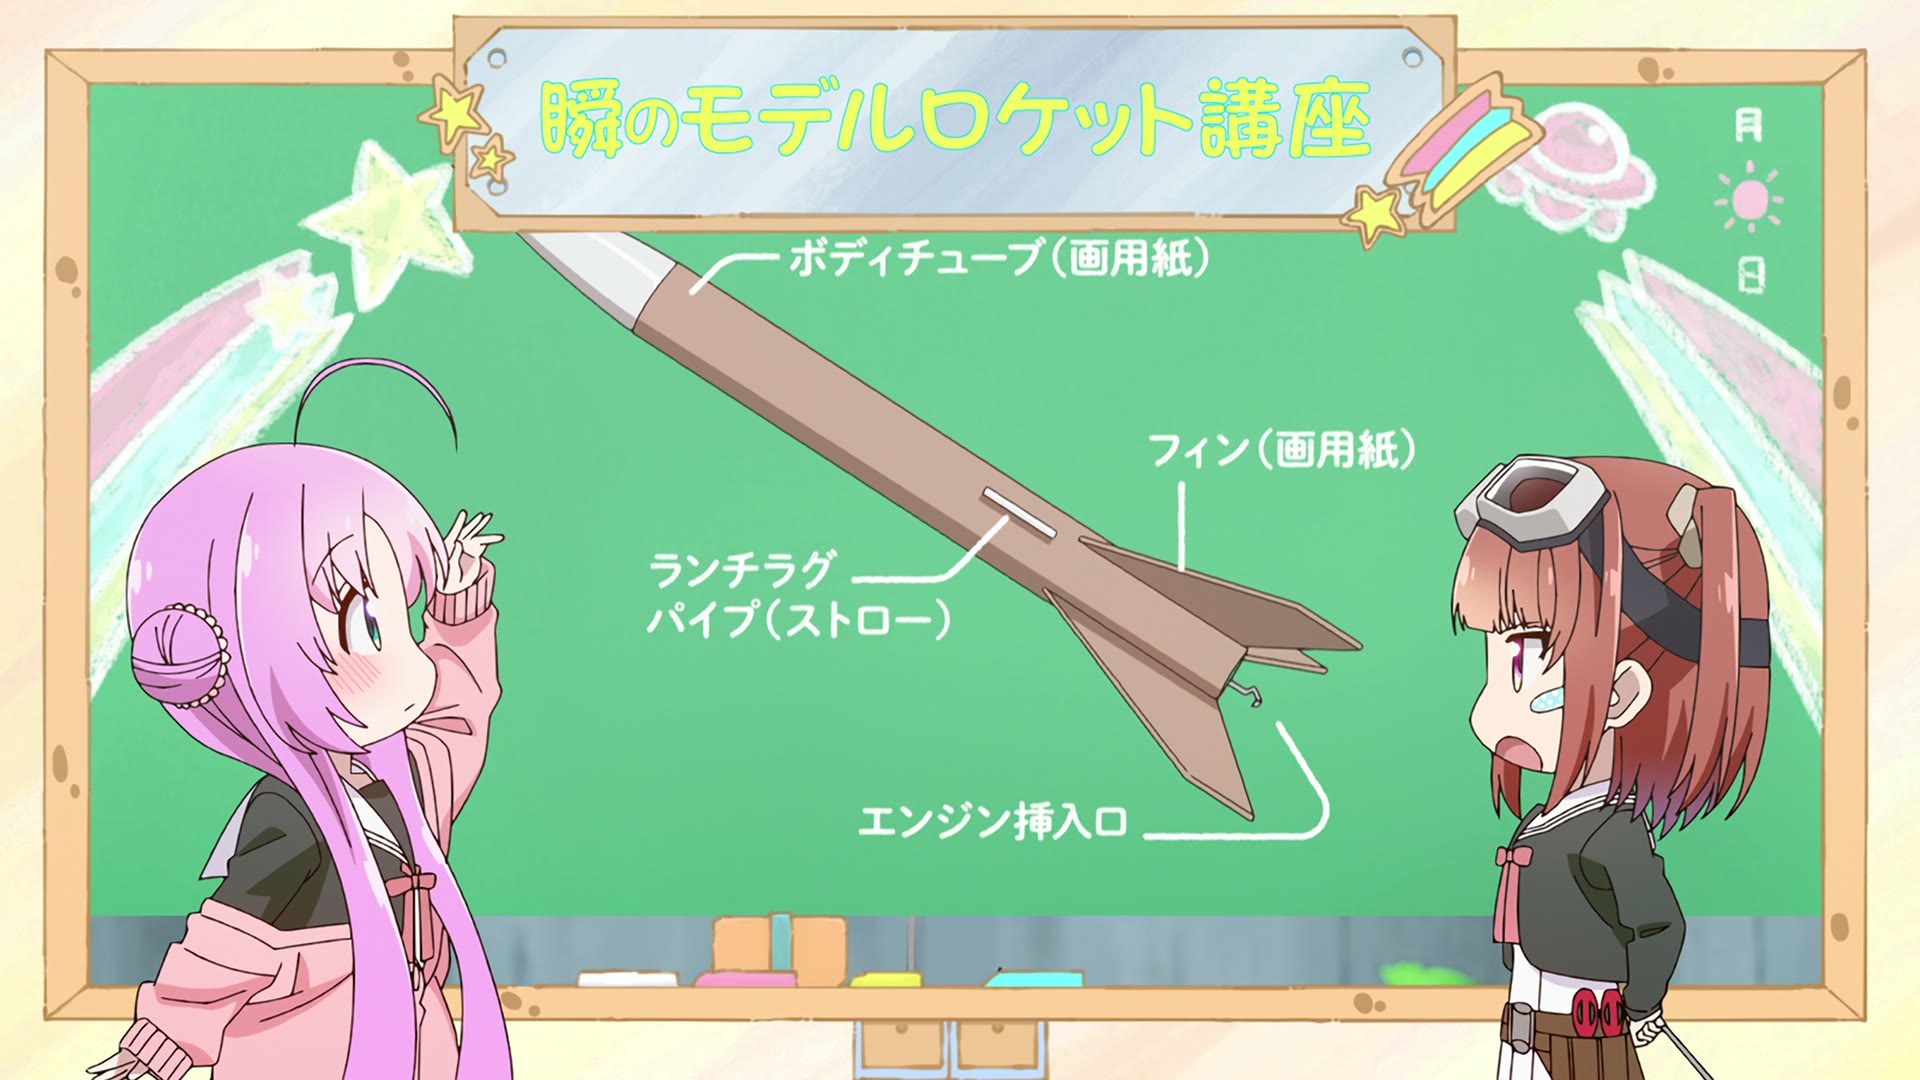 瞬のモデルロケット講座
月
日
ボディチューブ(画用紙)
フィン(画用紙)
ランチラグ
パイプ(ストロー)
エンジン挿入口